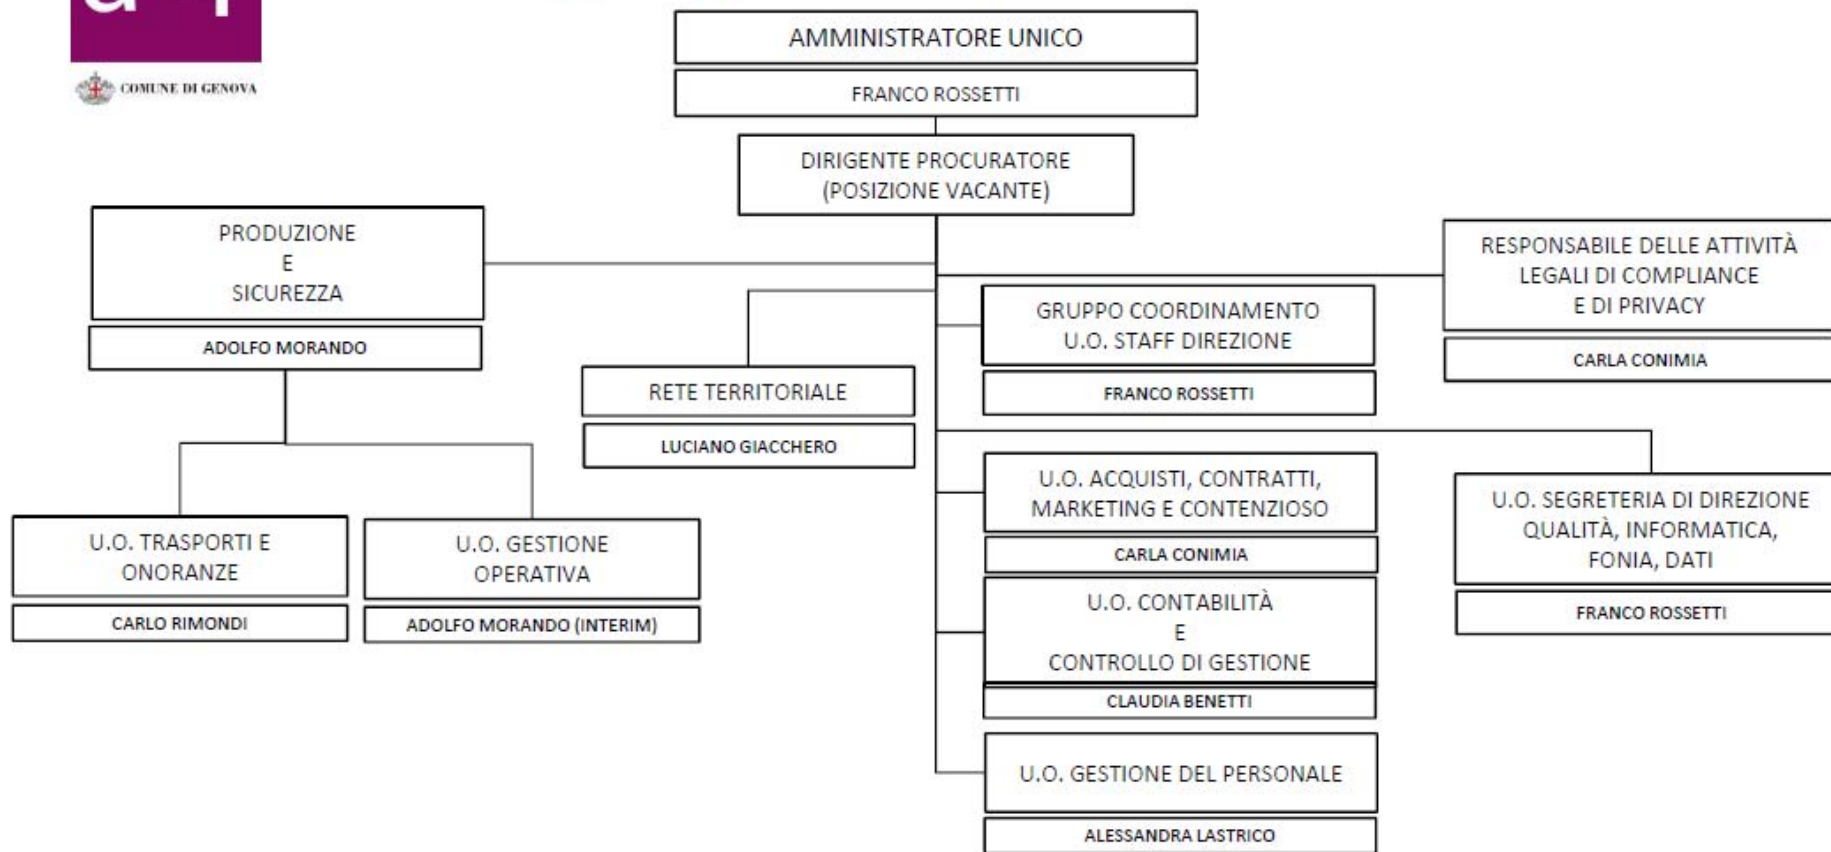 COMUNE DI GENOVA
AMMINISTRATORE UNICO
FRANCO ROSSETTI
DIRIGENTE PROCURATORE
(POSIZIONE VACANTE)
PRODUZIONE
E
SICUREZZA
ADOLFO MORANDO
RESPONSABILE DELLE ATTIVITÀ
LEGALI DI COMPLIANCE
E DI PRIVACY
CARLA CONIMIA
GRUPPO COORDINAMENTO
U.O. STAFF DIREZIONE
FRANCO ROSSETTI
RETE TERRITORIALE
LUCIANO GIACCHERO
U.O. ACQUISTI, CONTRATTI,
MARKETING E CONTENZIOSO
CARLA CONIMIA
U.O. SEGRETERIA DI DIREZIONE
QUALITÀ, INFORMATICA,
FONIA, DATI
FRANCO ROSSETTI
U.O. TRASPORTI E
ONORANZE
CARLO RIMONDI
U.O. GESTIONE
OPERATIVA
ADOLFO MORANDO (INTERIM)
U.O. CONTABILITÀ
E
CONTROLLO DI GESTIONE
CLAUDIA BENETTI
U.O. GESTIONE DEL PERSONALE
ALESSANDRA LASTRICO